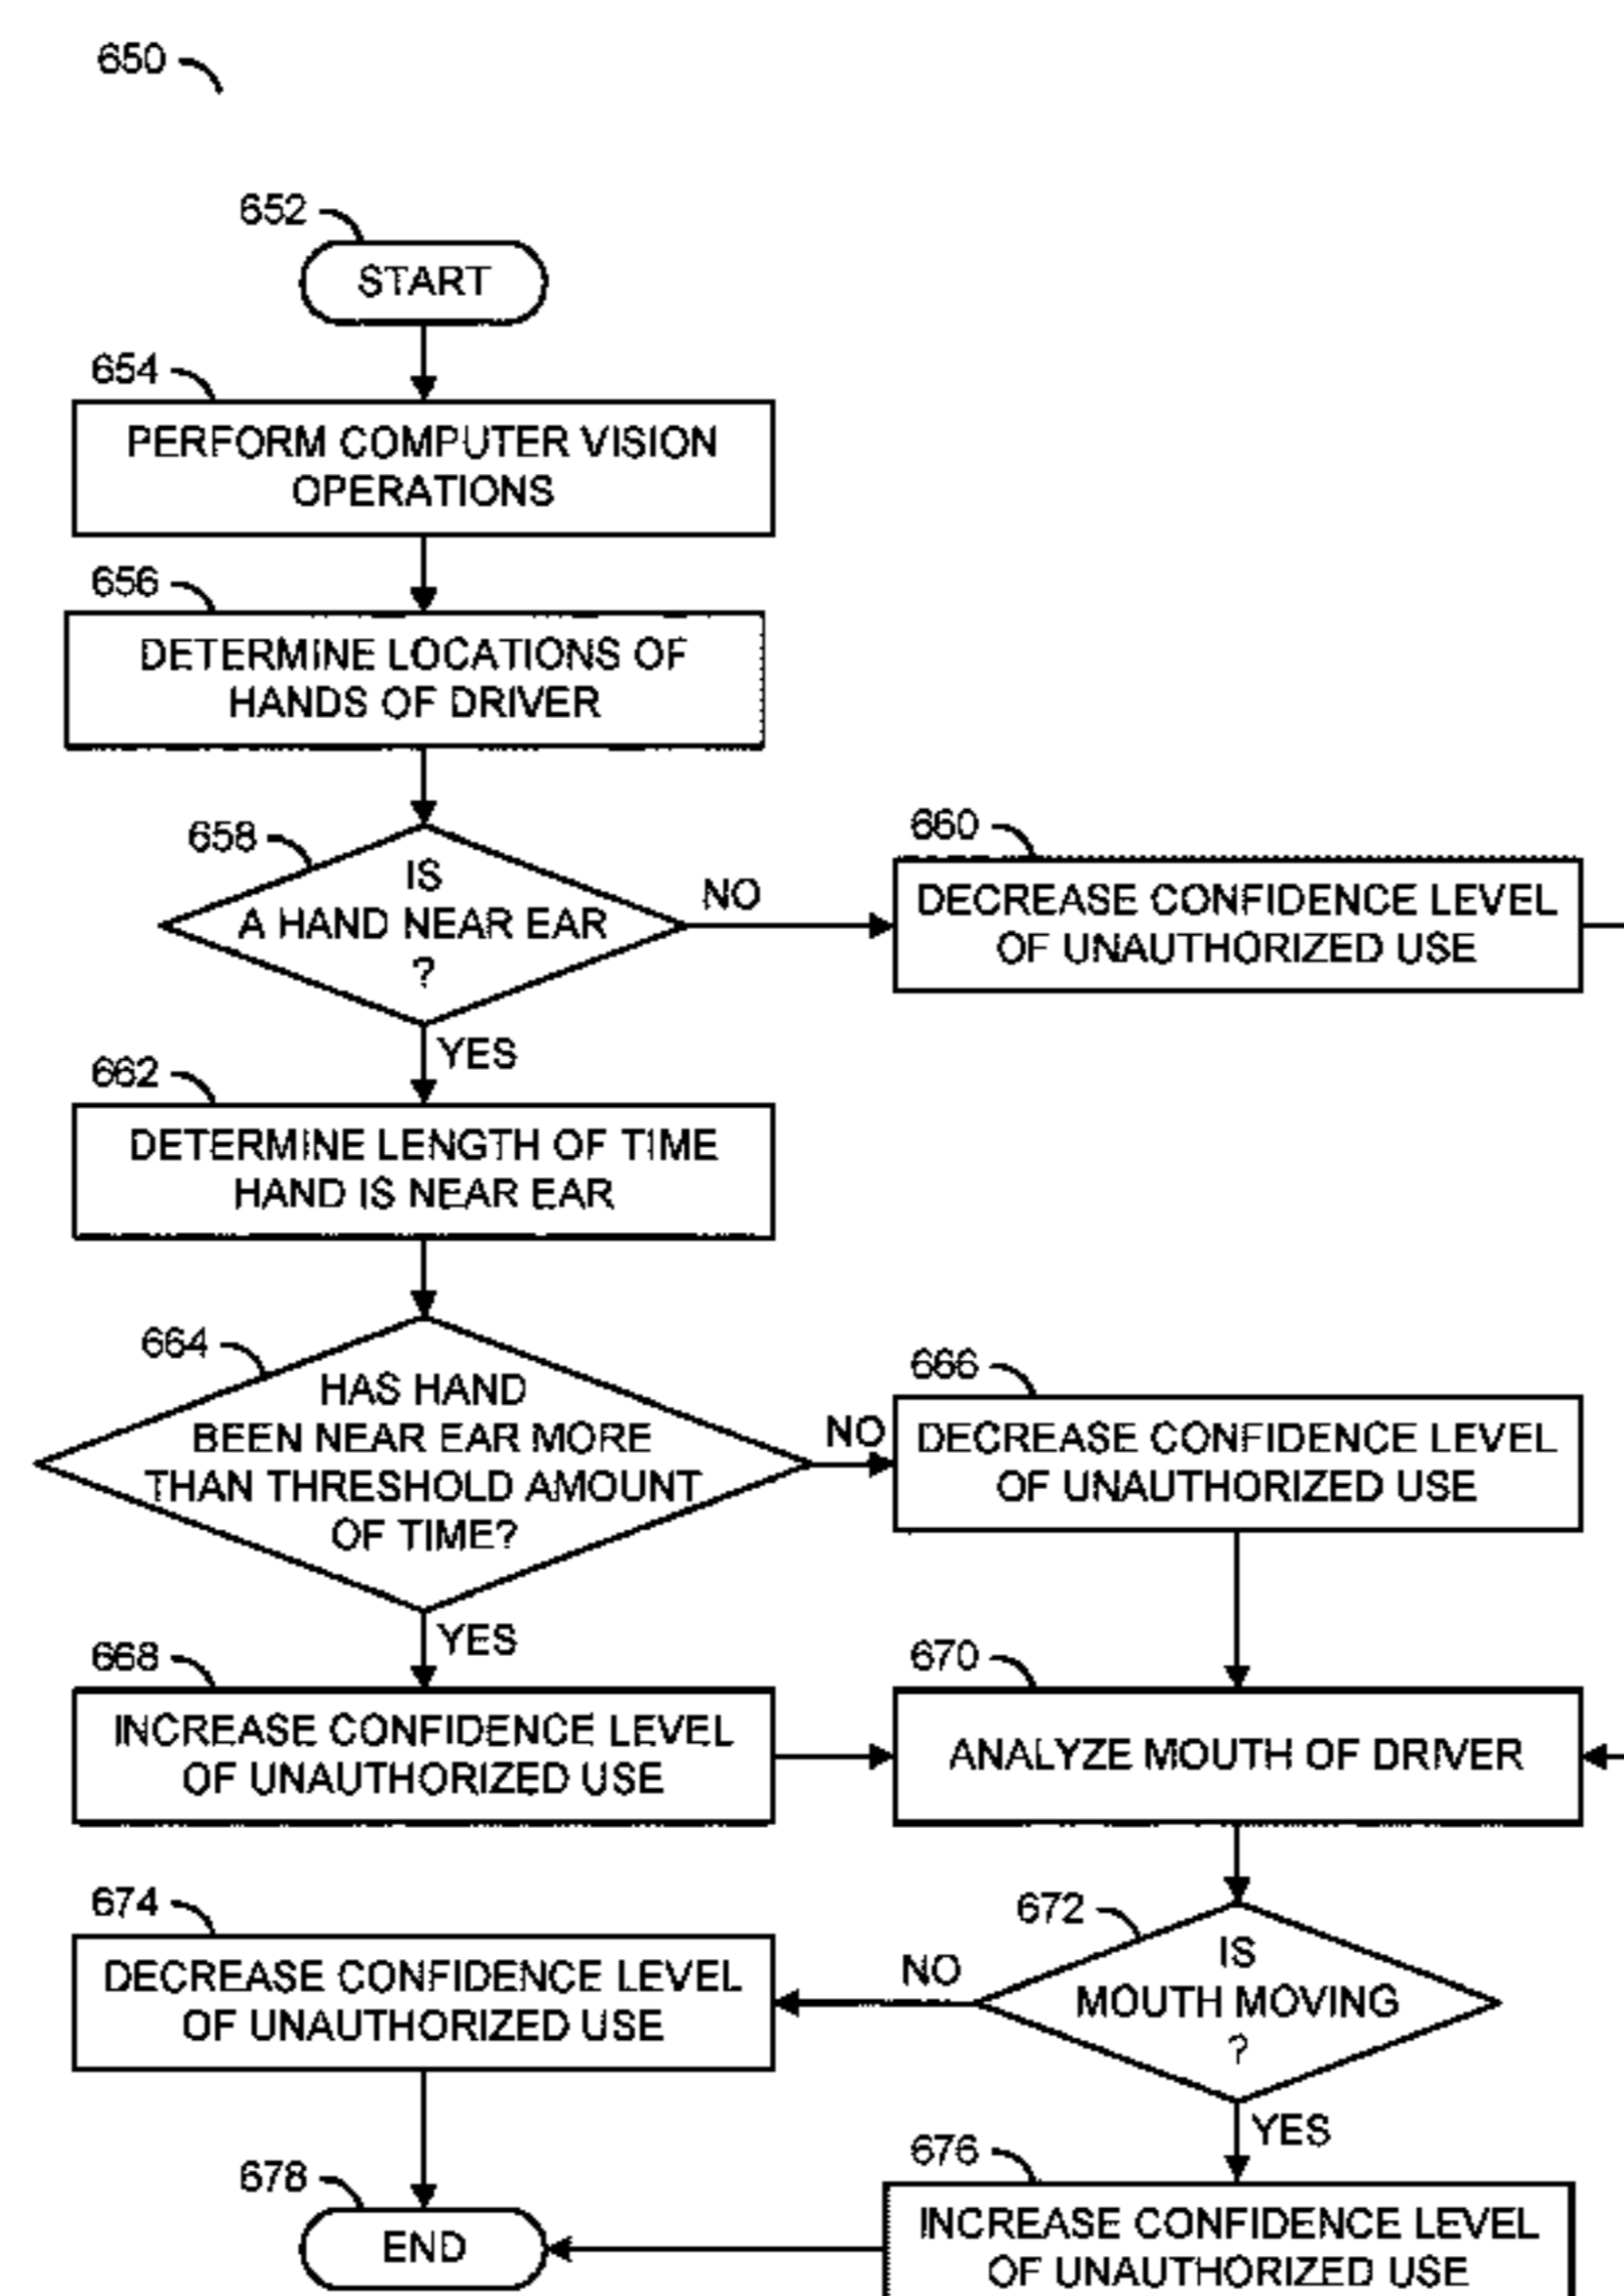 650
652
START
654
PERFORM COMPUTER VISION
OPERATIONS
656
DETERMINE LOCATIONS OF
HANDS OF DRIVER
658
IS
A HAND NEAR EAR
?
NO
660
DECREASE CONFIDENCE LEVEL
OF UNAUTHORIZED USE
YES
662
DETERMINE LENGTH OF TIME
HAND IS NEAR EAR
664
HAS HAND
BEEN NEAR EAR MORE
THAN THRESHOLD AMOUNT
OF TIME?
NO
666
DECREASE CONFIDENCE LEVEL
OF UNAUTHORIZED USE
YES
668
INCREASE CONFIDENCE LEVEL
OF UNAUTHORIZED USE
670
ANALYZE MOUTH OF DRIVER
672
IS
MOUTH MOVING
?
NO
674
DECREASE CONFIDENCE LEVEL
OF UNAUTHORIZED USE
YES
676
INCREASE CONFIDENCE LEVEL
OF UNAUTHORIZED USE
678
END